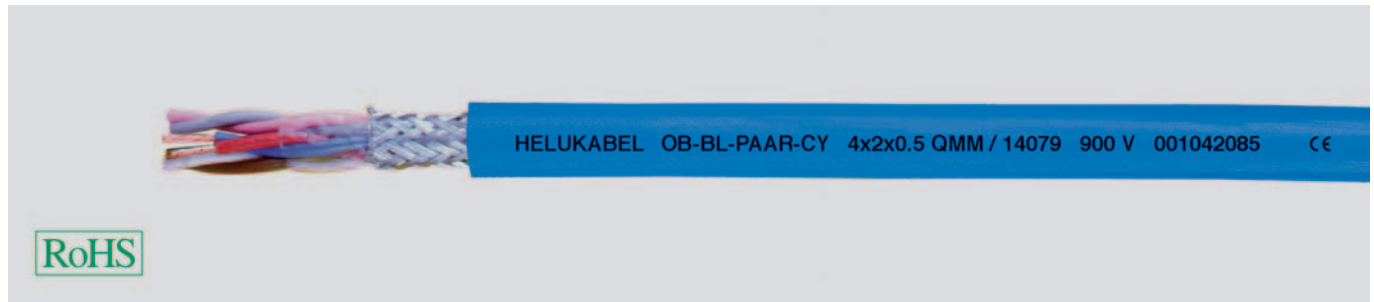 HELUKABEL OB-BL-PAAR-CY 4x2x0.5 QMM / 14079 900 V 001042085 CE
RoHS